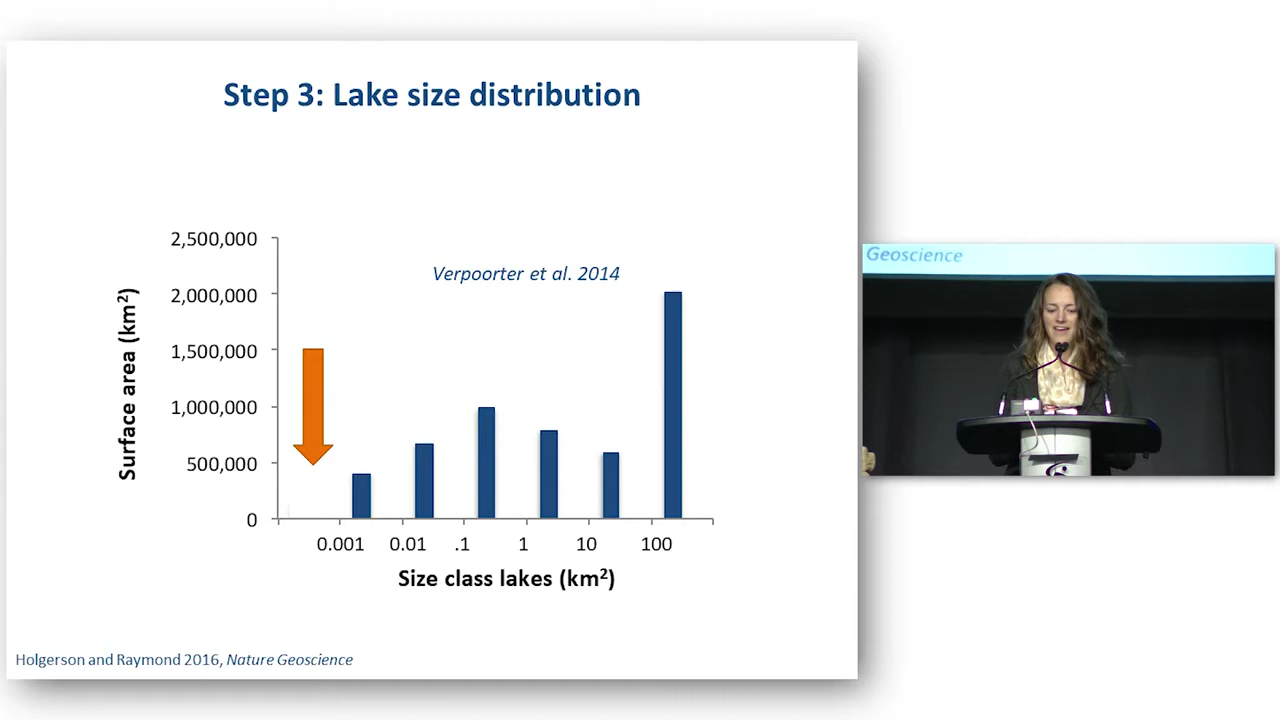 Step 3: Lake size distribution
2,500,000
Verpoorter et al. 2014
2,000,000
1,500,000
1,000,000
500,000
0
Surface area (km²)
0.001 0.01 .1 1 10 100
Size class lakes (km²)
Holgerson and Raymond 2016, Nature Geoscience
Geoscience